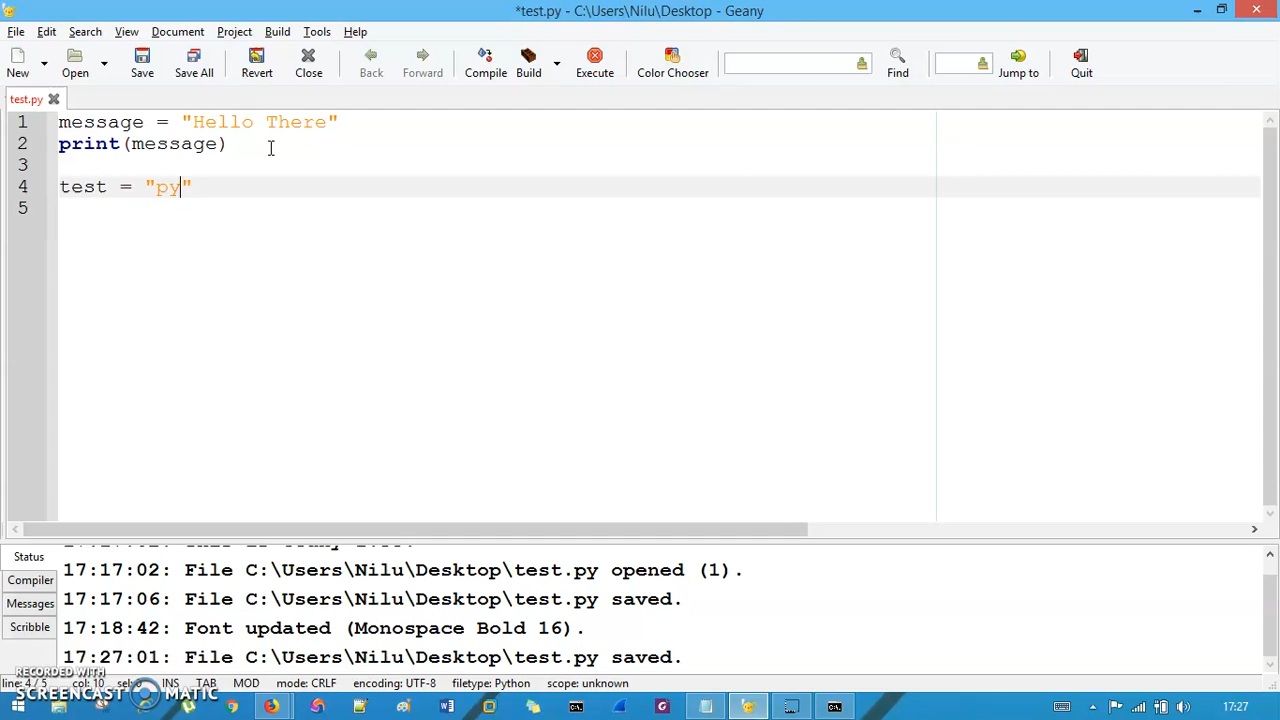 *test.py - C:\Users\Nilu\Desktop - Geany
File Edit Search View Document Project Build Tools Help
New Open Save Save All Revert Close Back Forward Compile Build Execute Color Chooser Find Jump to Quit
test.py
1 message = "Hello There"
2 print(message)
3
4 test = "py"
5
Status
Compiler
Messages
Scribble
17:17:02: File C:\Users\Nilu\Desktop\test.py opened (1).
17:17:06: File C:\Users\Nilu\Desktop\test.py saved.
17:18:42: Font updated (Monospace Bold 16).
17:27:01: File C:\Users\Nilu\Desktop\test.py saved.
RECORDED WITH
SCREENCAST MATIC
line: 4 / 5 col: 10 sel: 0 INS TAB MOD mode: CRLF encoding: UTF-8 filetype: Python scope: unknown
17:27